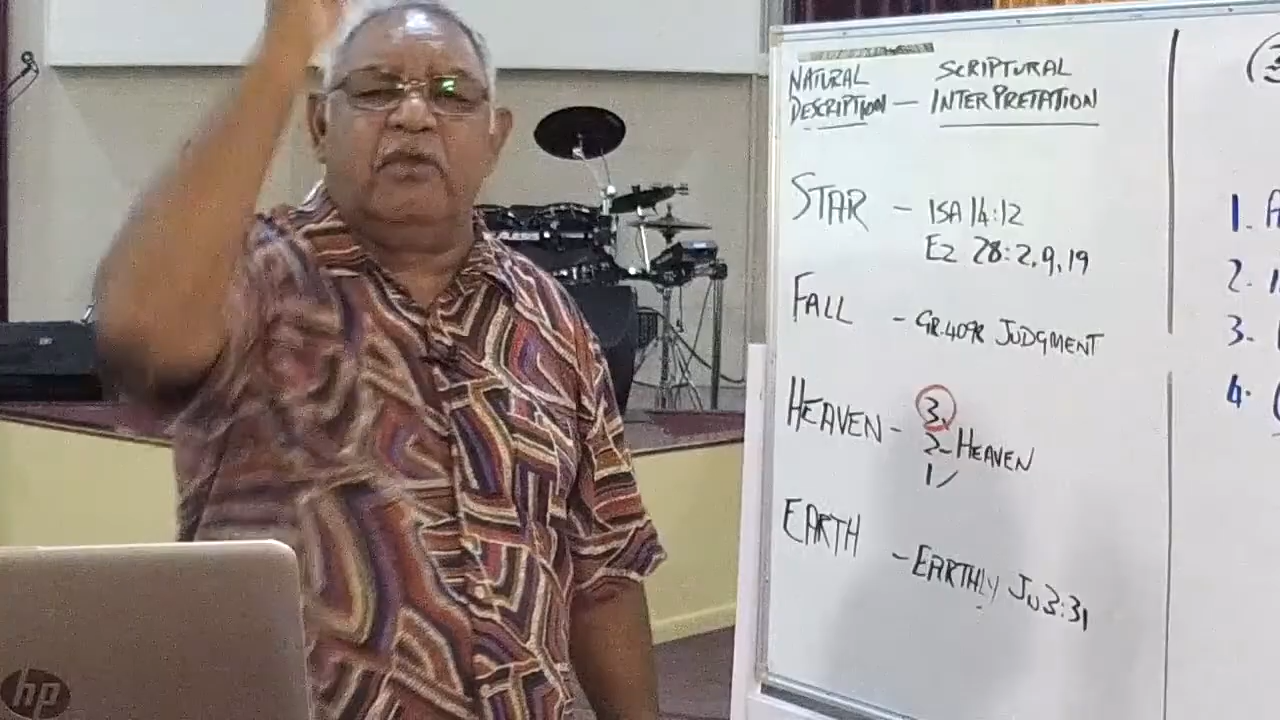 NATURAL SCRIPTURAL
DESCRIPTION — INTERPRETATION
STAR — ISA 14:12
EZ 28:2,9,19
FALL - GR.4098 JUDGMENT
HEAVEN - 3.
2-HEAVEN
1
EARTH - EARTHLY JN 3:31
1.
2.
3.
4.
hp